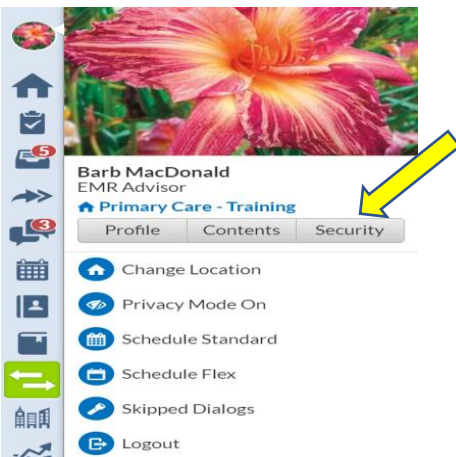 Barb MacDonald
EMR Advisor
Primary Care - Training
Profile Contents Security
5
3
Change Location
Privacy Mode On
Schedule Standard
Schedule Flex
Skipped Dialogs
Logout